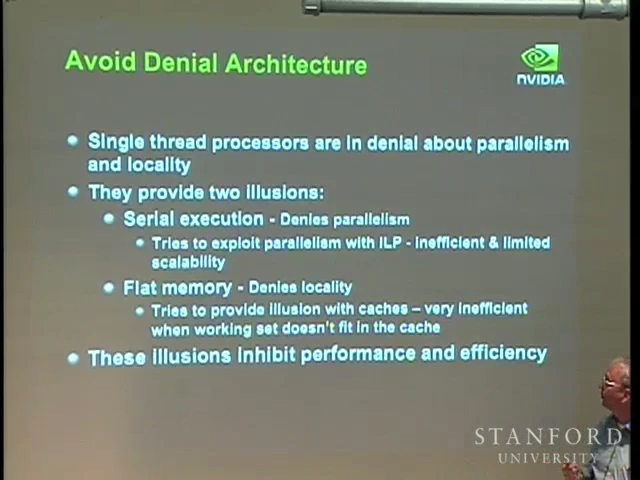 Avoid Denial Architecture
NVIDIA
Single thread processors are in denial about parallelism
and locality
They provide two illusions:
Serial execution - Denies parallelism
Tries to exploit parallelism with ILP - inefficient & limited
scalability
Flat memory - Denies locality
Tries to provide illusion with caches – very inefficient
when working set doesn't fit in the cache
These illusions inhibit performance and efficiency
STANFORD
UNIVERSITY